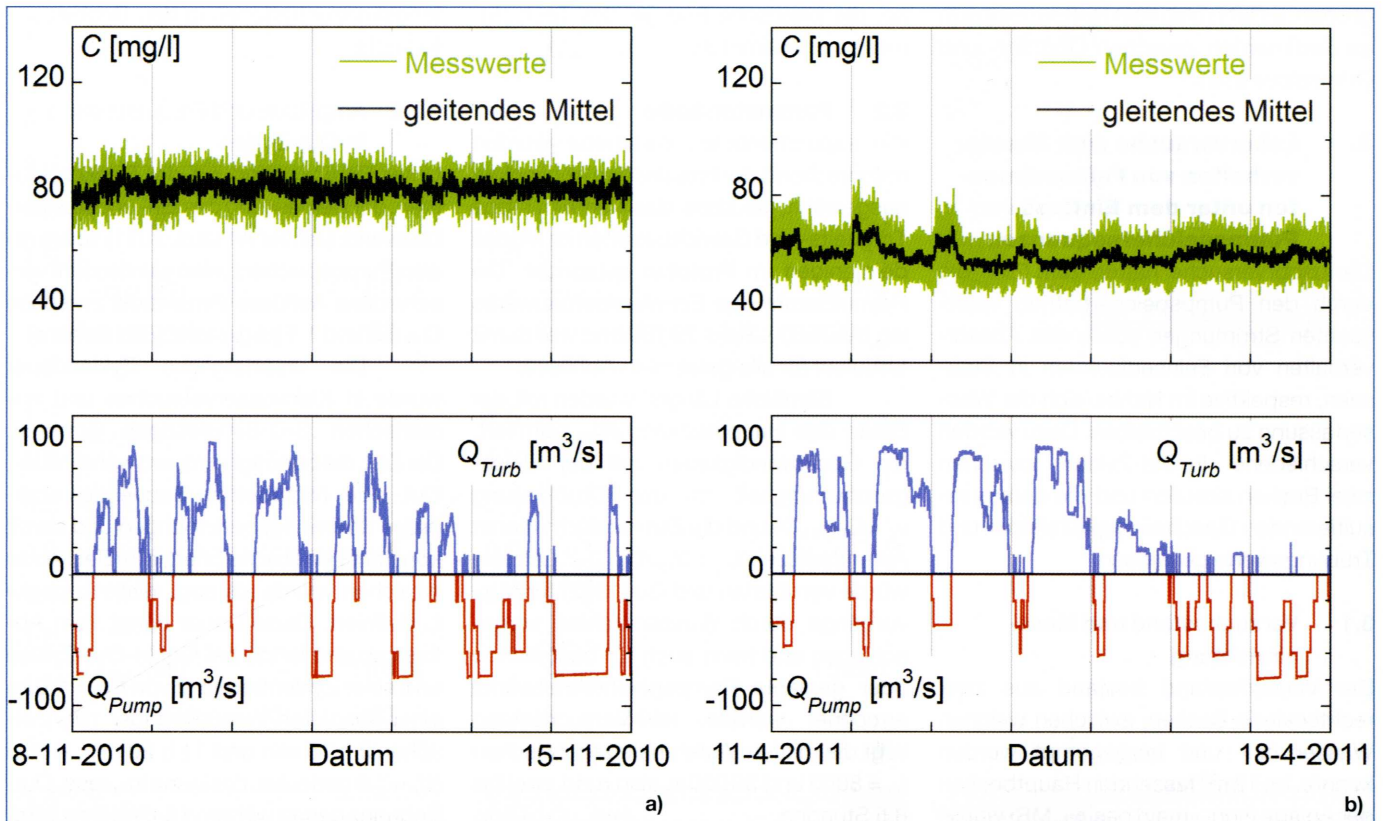 C [mg/l]
Messwerte
gleitendes Mittel
120
80
40
100
0
-100
Q_Turb [m³/s]
Q_Pump [m³/s]
8-11-2010
Datum
15-11-2010
a)
C [mg/l]
Messwerte
gleitendes Mittel
120
80
40
100
0
-100
Q_Turb [m³/s]
Q_Pump [m³/s]
11-4-2011
Datum
18-4-2011
b)